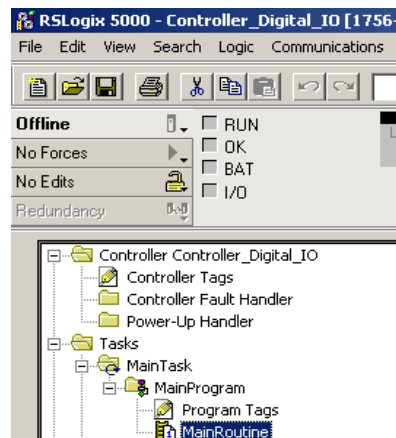 RSLogix 5000 - Controller_Digital_IO [1756-
File Edit View Search Logic Communications
Offline
RUN
No Forces
OK
BAT
No Edits
I/O
Redundancy
Controller Controller_Digital_IO
Controller Tags
Controller Fault Handler
Power-Up Handler
Tasks
MainTask
MainProgram
Program Tags
MainRoutine